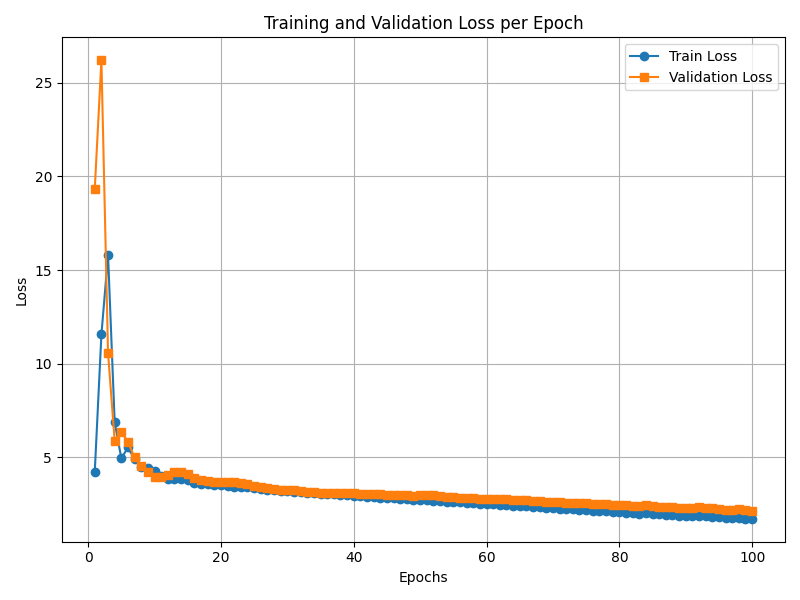 Training and Validation Loss per Epoch
Train Loss
Validation Loss
Loss
25
20
15
10
5
0 20 40 60 80 100
Epochs